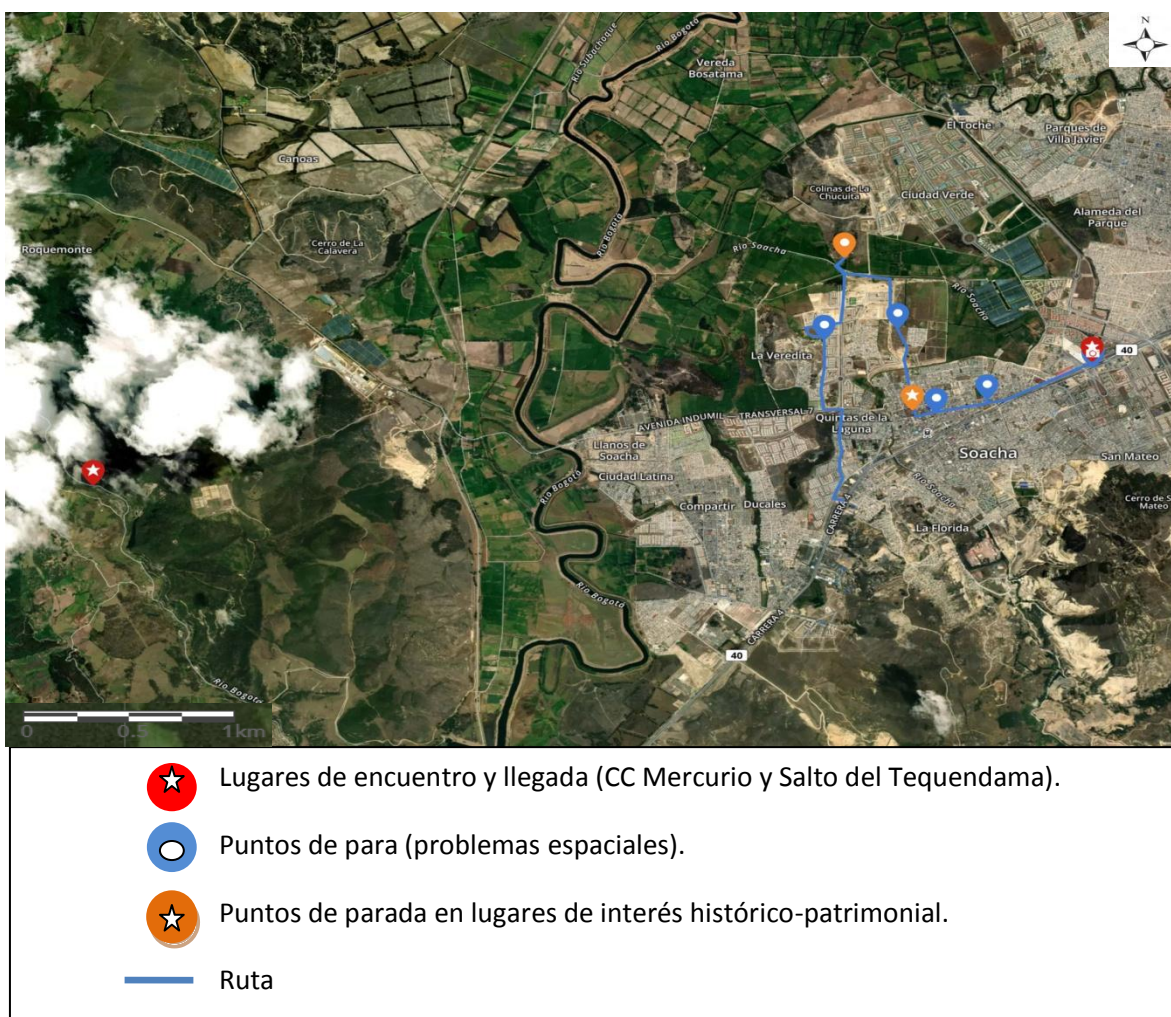 N
Río Subachoque
Río Bogotá
Vereda
Bosatama
El Toche
Parques de
Villa Javier
Canoas
Colinas de La
Chucuita
Ciudad Verde
Alameda del
Parque
Roquemonte
Cerro de La
Calavera
Río Bogotá
Río Soacha
Río Soacha
40
La Veredita
AVENIDA INDUMIL — TRANSVERSAL 7
Quintas de la
Laguna
Llanos de
Soacha
Soacha
San Mateo
Ciudad Latina
Río Bogotá
Río Soacha
Compartir
Ducales
CARRERA 4
La Florida
Cerro de S
Mateo
Río Bogotá
CARRERA 4
40
Río Bogotá
0 0.5 1km
Lugares de encuentro y llegada (CC Mercurio y Salto del Tequendama).
Puntos de para (problemas espaciales).
Puntos de parada en lugares de interés histórico-patrimonial.
Ruta